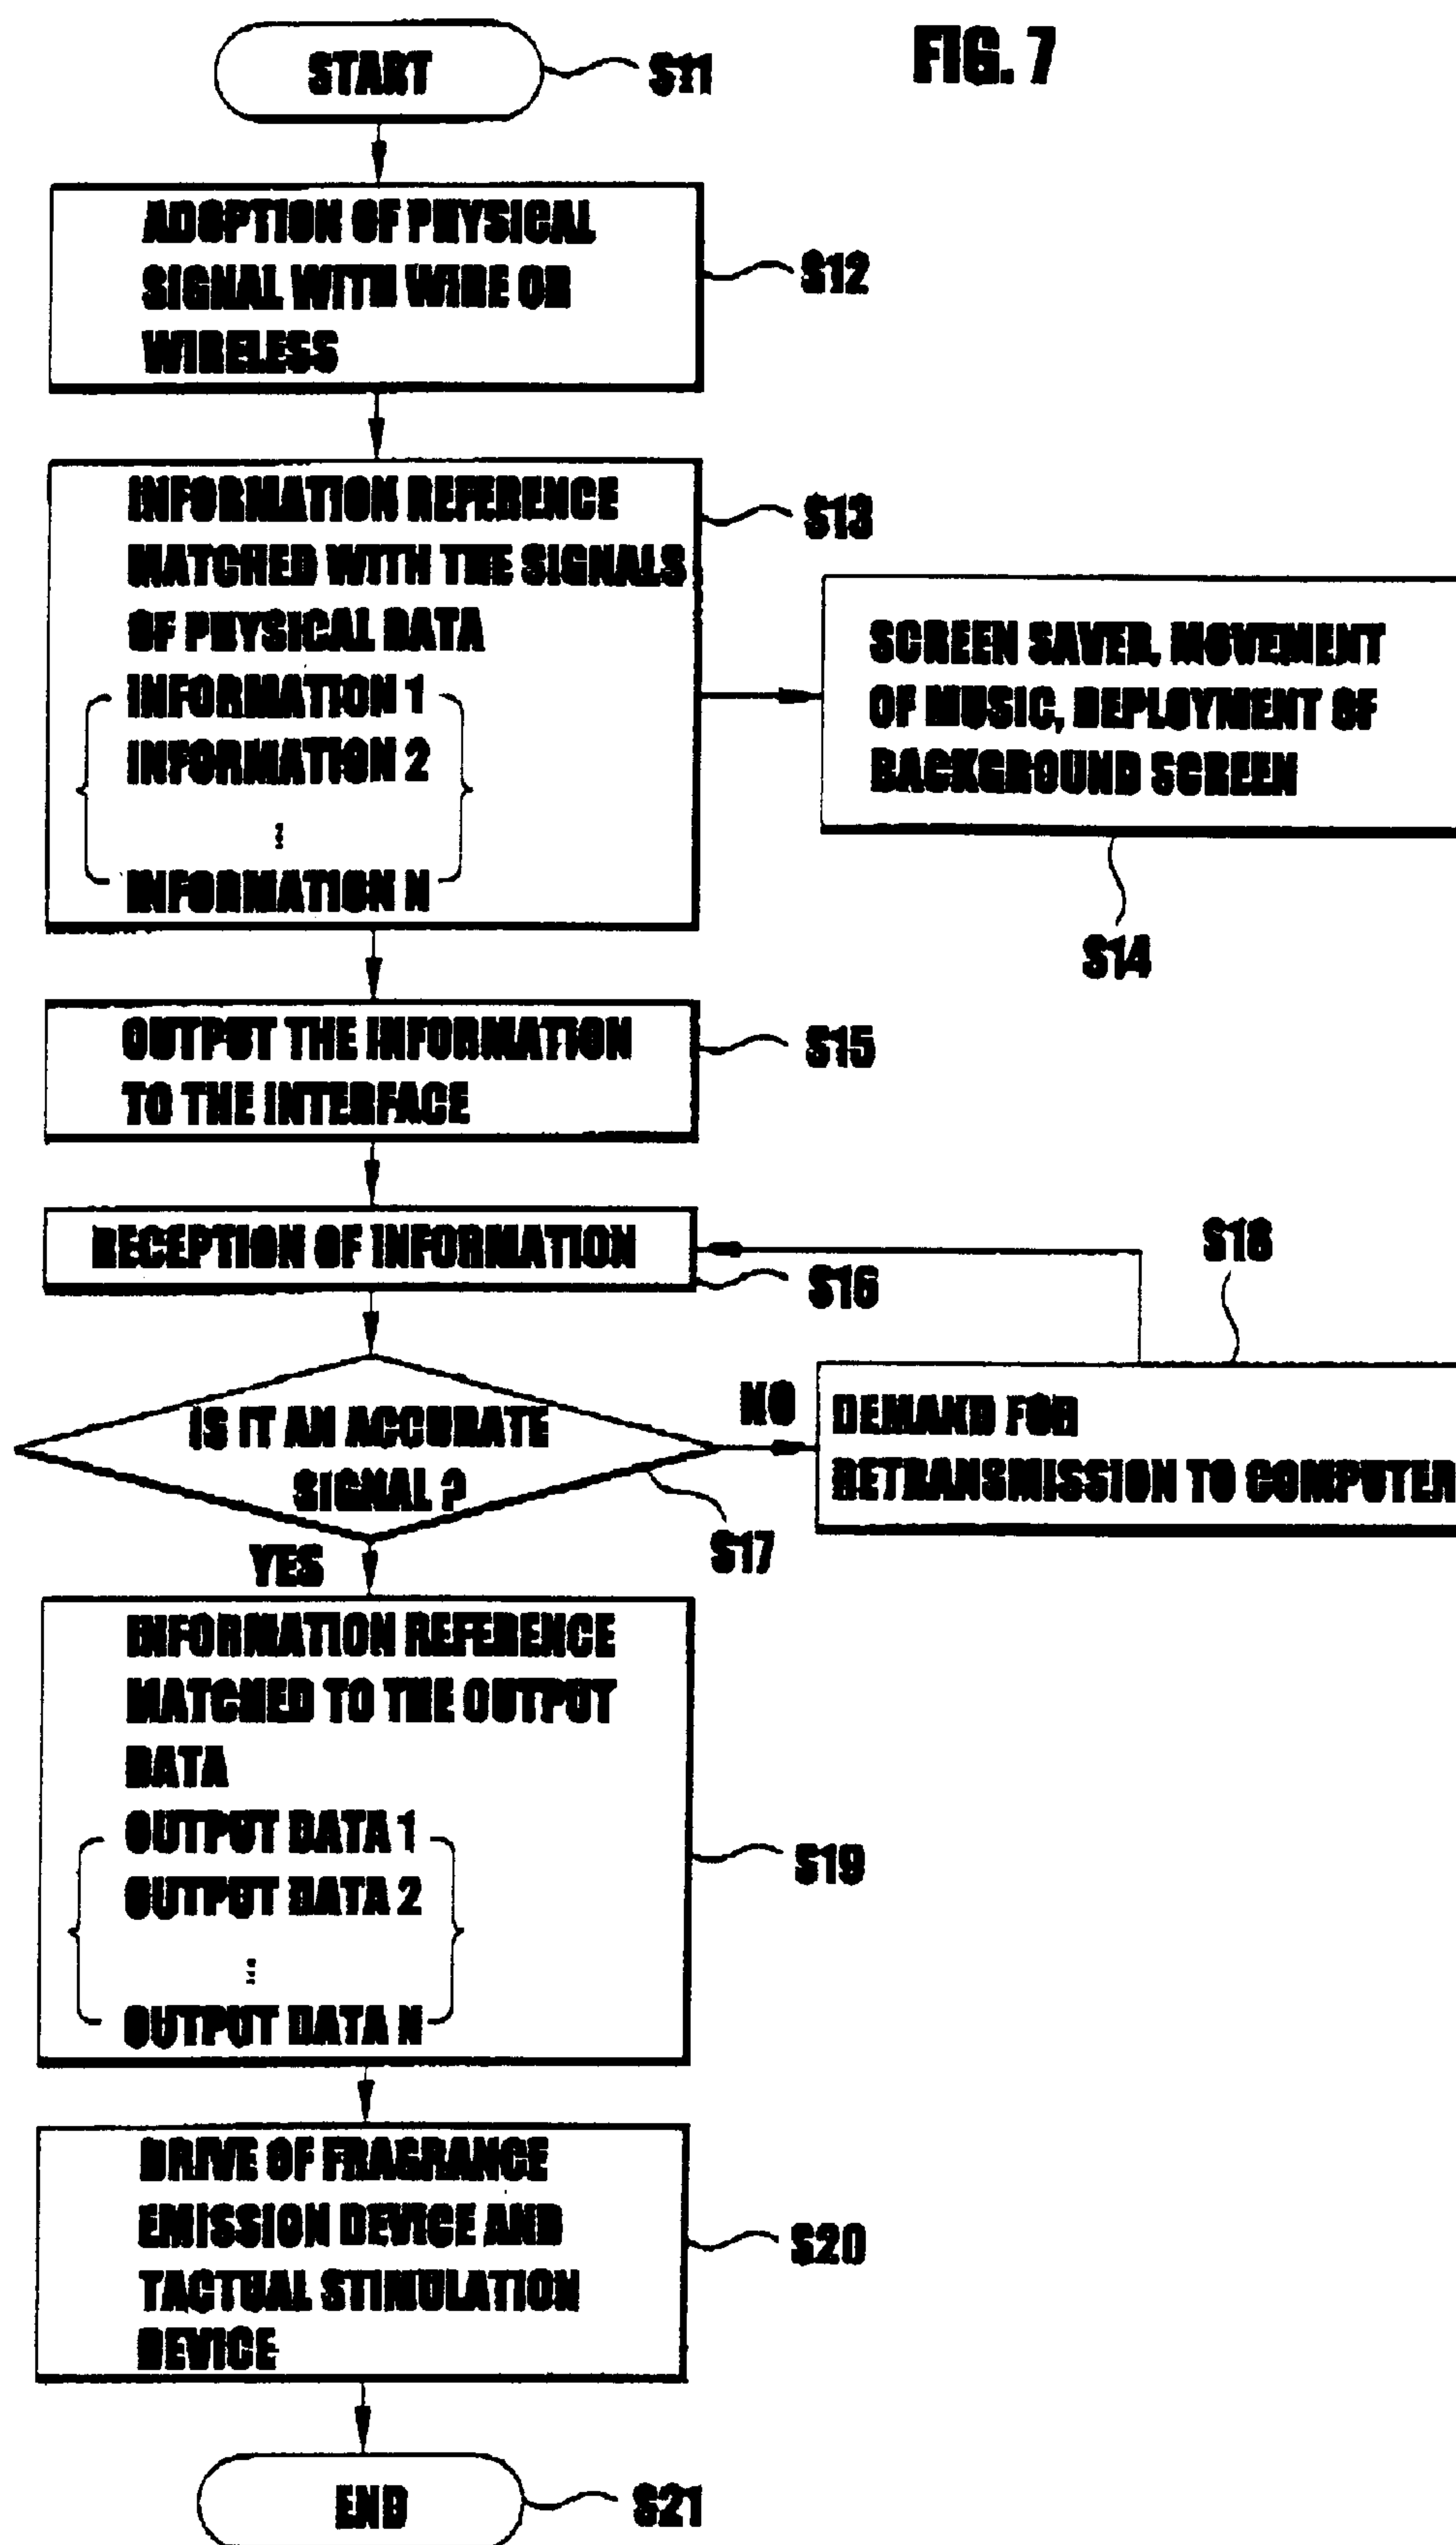 FIG. 7
START
S11
ADOPTION OF PHYSICAL
SIGNAL WITH WIRE OR
WIRELESS
S12
INFORMATION REFERENCE
MATCHED WITH THE SIGNALS
OF PHYSICAL DATA
INFORMATION 1
INFORMATION 2
⋮
INFORMATION N
S13
SCREEN SAVER, MOVEMENT
OF MUSIC, DEPLOYMENT OF
BACKGROUND SCREEN
S14
OUTPUT THE INFORMATION
TO THE INTERFACE
S15
RECEPTION OF INFORMATION
S16
IS IT AN ACCURATE
SIGNAL ?
S17
NO
DEMAND FOR
RETRANSMISSION TO COMPUTER
S18
YES
INFORMATION REFERENCE
MATCHED TO THE OUTPUT
DATA
OUTPUT DATA 1
OUTPUT DATA 2
⋮
OUTPUT DATA N
S19
DRIVE OF FRAGRANCE
EMISSION DEVICE AND
TACTUAL STIMULATION
DEVICE
S20
END
S21